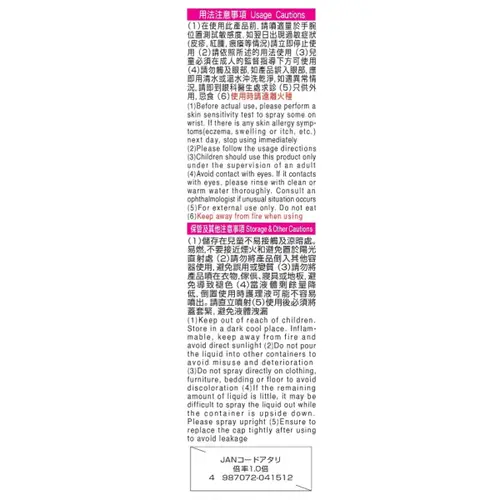 用法注意事項 Usage Cautions
(1)在使用此產品前, 請噴適量於手腕
位置測試敏感度, 如翌日出現過敏症狀
(皮疹, 紅腫, 痕癢等情況)請立即停止使
用 (2)請依照所述的用法使用 (3)兒
童必須在成人的監督指導下方可使用
(4)請勿觸及眼部, 如產品誤入眼部, 應
即用清水或溫水沖洗乾淨, 如遇異常情
況, 請即到眼科醫生處求診 (5)只供外
用, 忌食 (6)使用時請遠離火種
(1)Before actual use, please perform a
skin sensitivity test to spray some on
wrist. If there is any skin allergy symp-
toms(eczema, swelling or itch, etc.)
next day, stop using immediately
(2)Please follow the usage directions
(3)Children should use this product only
under the supervision of an adult
(4)Avoid contact with eyes. If it contacts
with eyes, please rinse with clean or
warm water thoroughly. Consult an
ophthalmologist if unusual situation occurs
(5)For external use only. Do not eat
(6)Keep away from fire when using
保管及其他注意事項 Storage & Other Cautions
(1)儲存在兒童不易接觸及涼暗處。
易燃, 不要接近煙火和避免置於陽光
直射處 (2)請勿將產品倒入其他容
器使用, 避免誤用或變質 (3)請勿將
產品噴在衣物, 傢俱、寢具或地板, 避
免導致褪色 (4)當液體剩餘量降
低, 倒置使用時護理液可能不容易
噴出。請直立噴射(5)使用後必須將
蓋套緊, 避免液體洩漏
(1)Keep out of reach of children.
Store in a dark cool place. Inflam-
mable, keep away from fire and
avoid direct sunlight (2)Do not pour
the liquid into other containers to
avoid misuse and deterioration
(3)Do not spray directly on clothing,
furniture, bedding or floor to avoid
discoloration (4)If the remaining
amount of liquid is little, it may be
difficult to spray the liquid out while
the container is upside down.
Please spray upright (5)Ensure to
replace the cap tightly after using
to avoid leakage
JANコードアタリ
倍率1.0倍
4 987072 041512